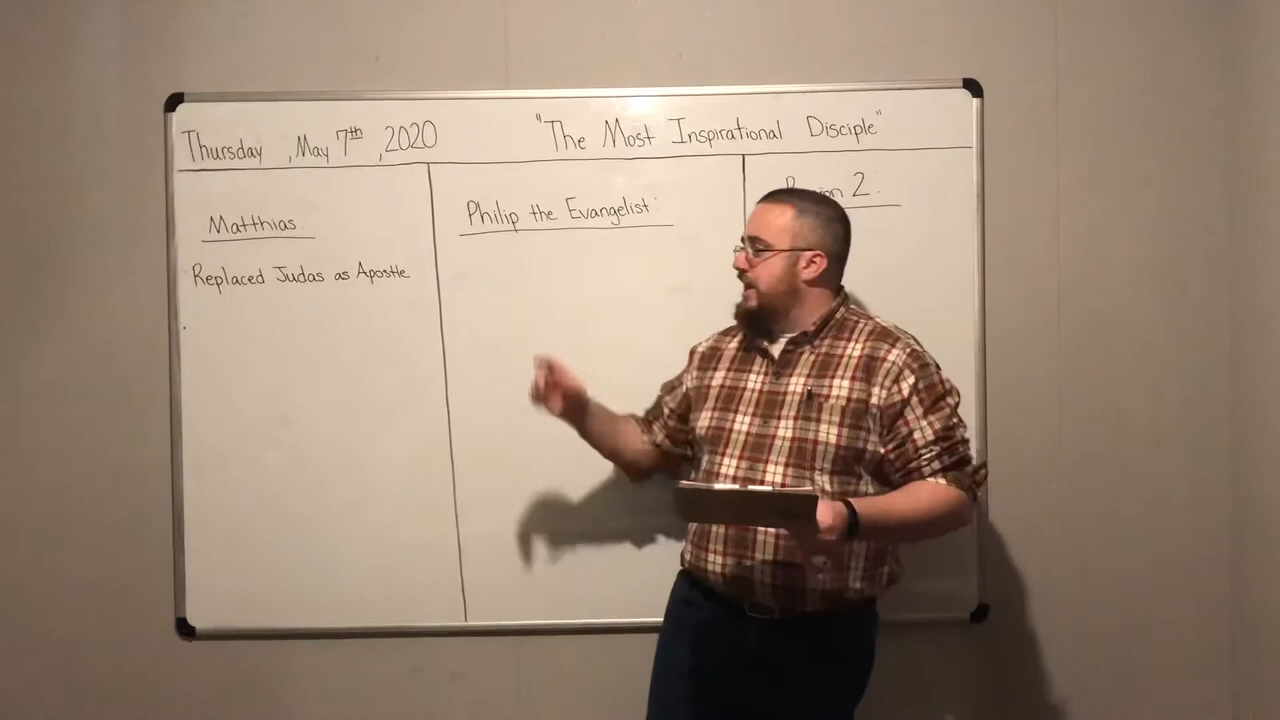 Thursday, May 7th, 2020
"The Most Inspirational Disciple"
Matthias
Replaced Judas as Apostle
Philip the Evangelist
2